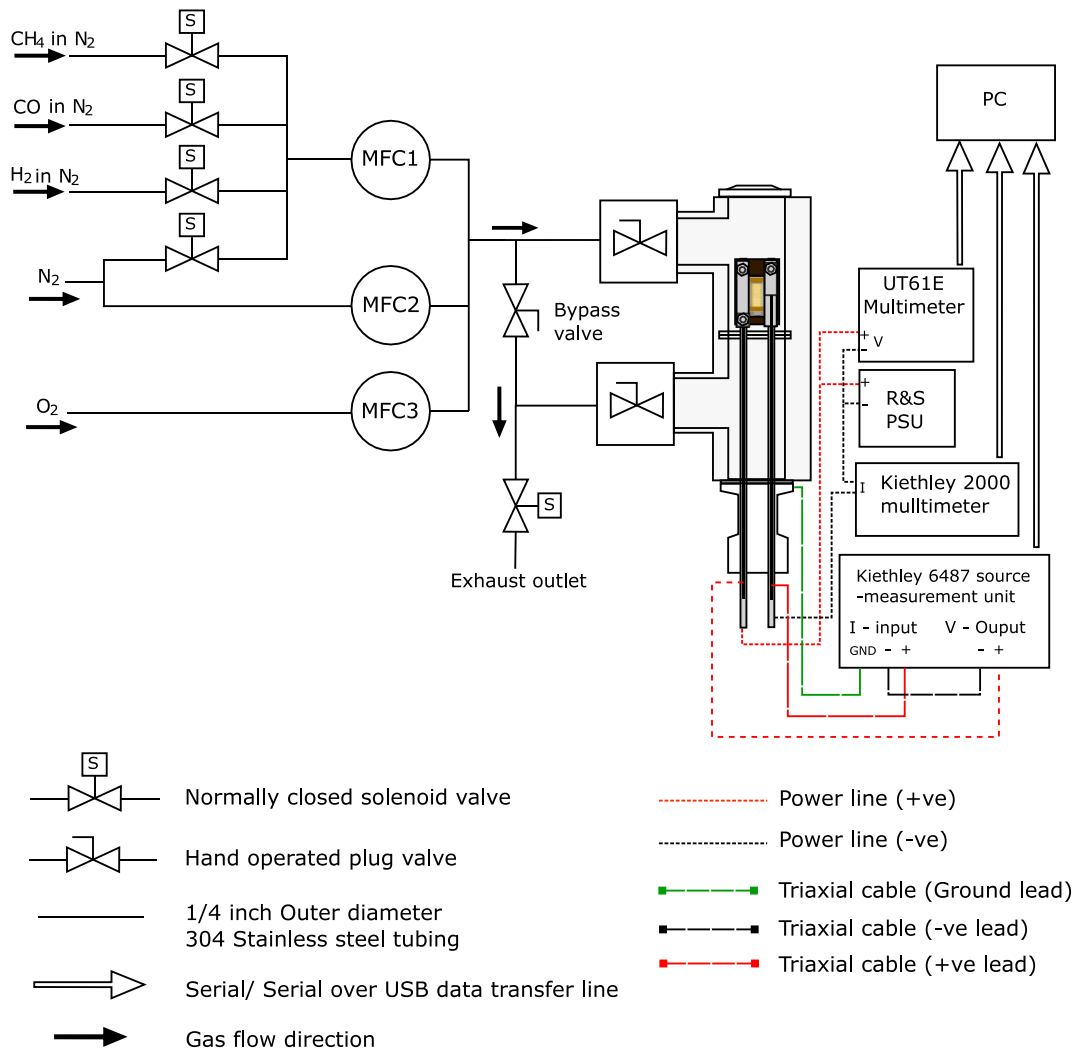 S
CH₄ in N₂
S
CO in N₂
S
H₂ in N₂
S
N₂
O₂
MFC1
MFC2
MFC3
Bypass
valve
S
Exhaust outlet
PC
UT61E
Multimeter
+
V
-
+
-
R&S
PSU
I
Kiethley 2000
mulltimeter
Kiethley 6487 source
-measurement unit
I - input
V - Ouput
GND - +
- +
S
Normally closed solenoid valve
Hand operated plug valve
1/4 inch Outer diameter
304 Stainless steel tubing
Serial/ Serial over USB data transfer line
Gas flow direction
Power line (+ve)
Power line (-ve)
Triaxial cable (Ground lead)
Triaxial cable (-ve lead)
Triaxial cable (+ve lead)